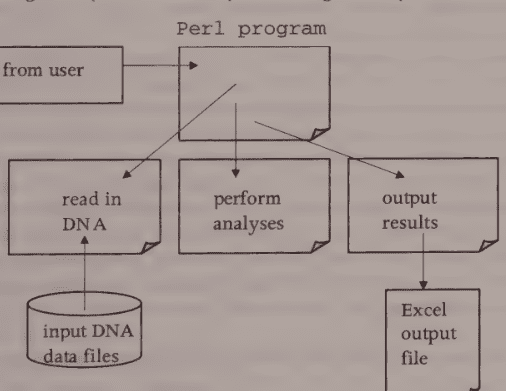 Perl program
from user
read in
DNA
perform
analyses
output
results
input DNA
data files
Excel
output
file